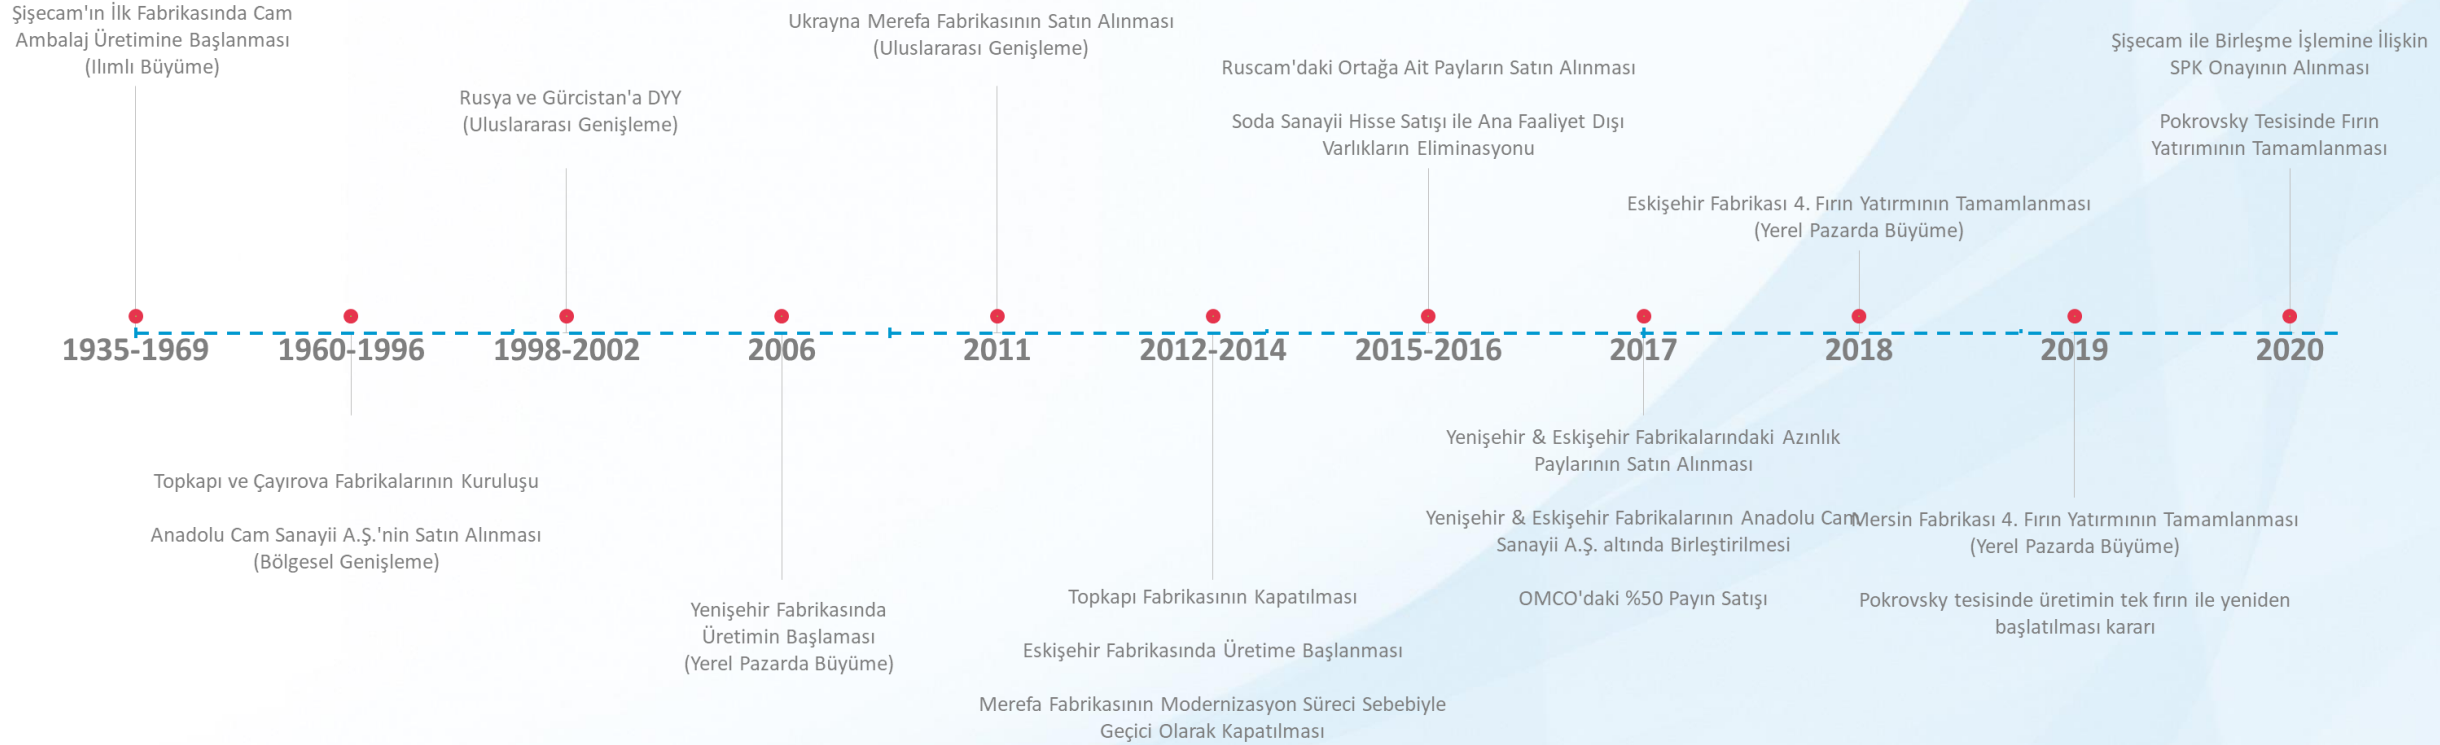 Şişecam'ın İlk Fabrikasında Cam
Ambalaj Üretimine Başlanması
(Ilımlı Büyüme)
Rusya ve Gürcistan'a DYY
(Uluslararası Genişleme)
Ukrayna Merefa Fabrikasının Satın Alınması
(Uluslararası Genişleme)
Ruscam'daki Ortağa Ait Payların Satın Alınması
Soda Sanayii Hisse Satışı ile Ana Faaliyet Dışı
Varlıkların Eliminasyonu
Eskişehir Fabrikası 4. Fırın Yatırmının Tamamlanması
(Yerel Pazarda Büyüme)
Şişecam ile Birleşme İşlemine İlişkin
SPK Onayının Alınması
Pokrovsky Tesisinde Fırın
Yatırımının Tamamlanması
1935-1969
1960-1996
1998-2002
2006
2011
2012-2014
2015-2016
2017
2018
2019
2020
Topkapı ve Çayırova Fabrikalarının Kuruluşu
Anadolu Cam Sanayii A.Ş.'nin Satın Alınması
(Bölgesel Genişleme)
Yenişehir Fabrikasında
Üretimin Başlaması
(Yerel Pazarda Büyüme)
Topkapı Fabrikasının Kapatılması
Eskişehir Fabrikasında Üretime Başlanması
Merefa Fabrikasının Modernizasyon Süreci Sebebiyle
Geçici Olarak Kapatılması
Yenişehir & Eskişehir Fabrikalarındaki Azınlık
Paylarının Satın Alınması
Yenişehir & Eskişehir Fabrikalarının Anadolu Cam
Sanayii A.Ş. altında Birleştirilmesi
OMCO'daki %50 Payın Satışı
Mersin Fabrikası 4. Fırın Yatırmının Tamamlanması
(Yerel Pazarda Büyüme)
Pokrovsky tesisinde üretimin tek fırın ile yeniden
başlatılması kararı